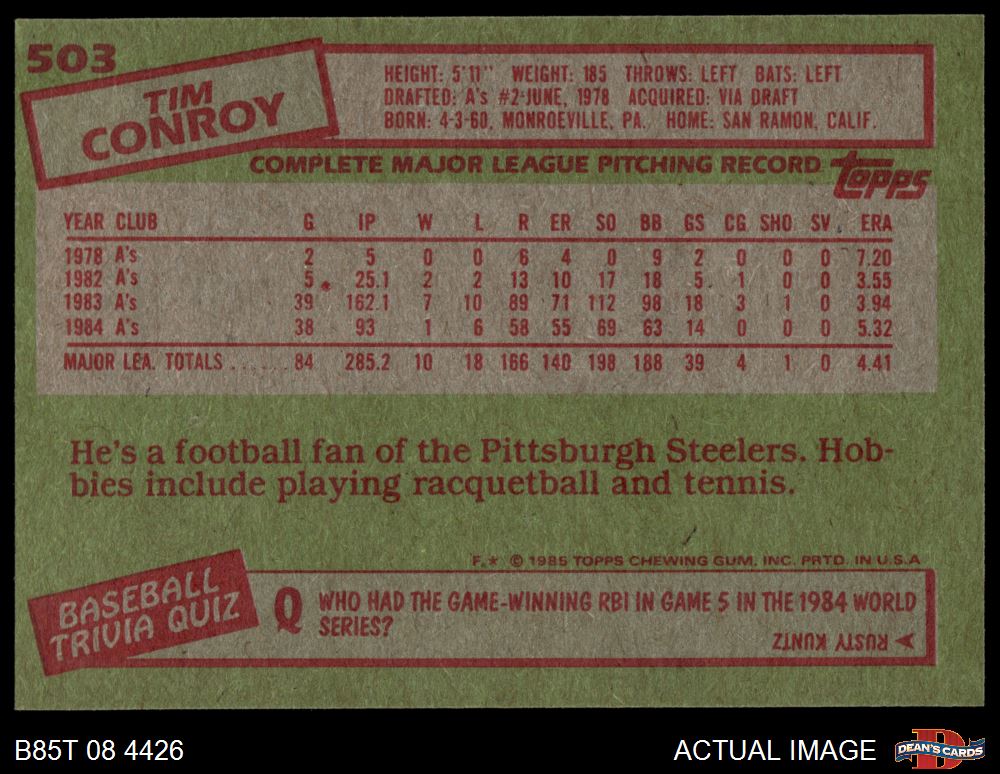 503
TIM
CONROY
HEIGHT: 5'11" WEIGHT: 185 THROWS: LEFT BATS: LEFT
DRAFTED: A's #2-JUNE, 1978 ACQUIRED: VIA DRAFT
BORN: 4-3-60, MONROEVILLE, PA. HOME: SAN RAMON, CALIF.
COMPLETE MAJOR LEAGUE PITCHING RECORD topps
YEAR CLUB G IP W L R ER SO BB GS CG SHO SV. ERA
1978 A's 2 5 0 0 6 4 0 9 2 0 0 0 7.20
1982 A's 5 25.1 2 2 13 10 17 18 5 1 0 0 3.55
1983 A's 39 162.1 7 10 89 71 112 98 18 3 1 0 3.94
1984 A's 38 93 1 6 58 55 69 63 14 0 0 0 5.32
MAJOR LEA. TOTALS ...... 84 285.2 10 18 166 140 198 188 39 4 1 0 4.41
He's a football fan of the Pittsburgh Steelers. Hob-
bies include playing racquetball and tennis.
F.* © 1985 TOPPS CHEWING GUM, INC. PRTD. IN U.S.A
BASEBALL
TRIVIA QUIZ
Q WHO HAD THE GAME-WINNING RBI IN GAME 5 IN THE 1984 WORLD
SERIES?
RUSTY KUNTZ
B85T 08 4426
ACTUAL IMAGE
D
DEAN'S CARDS